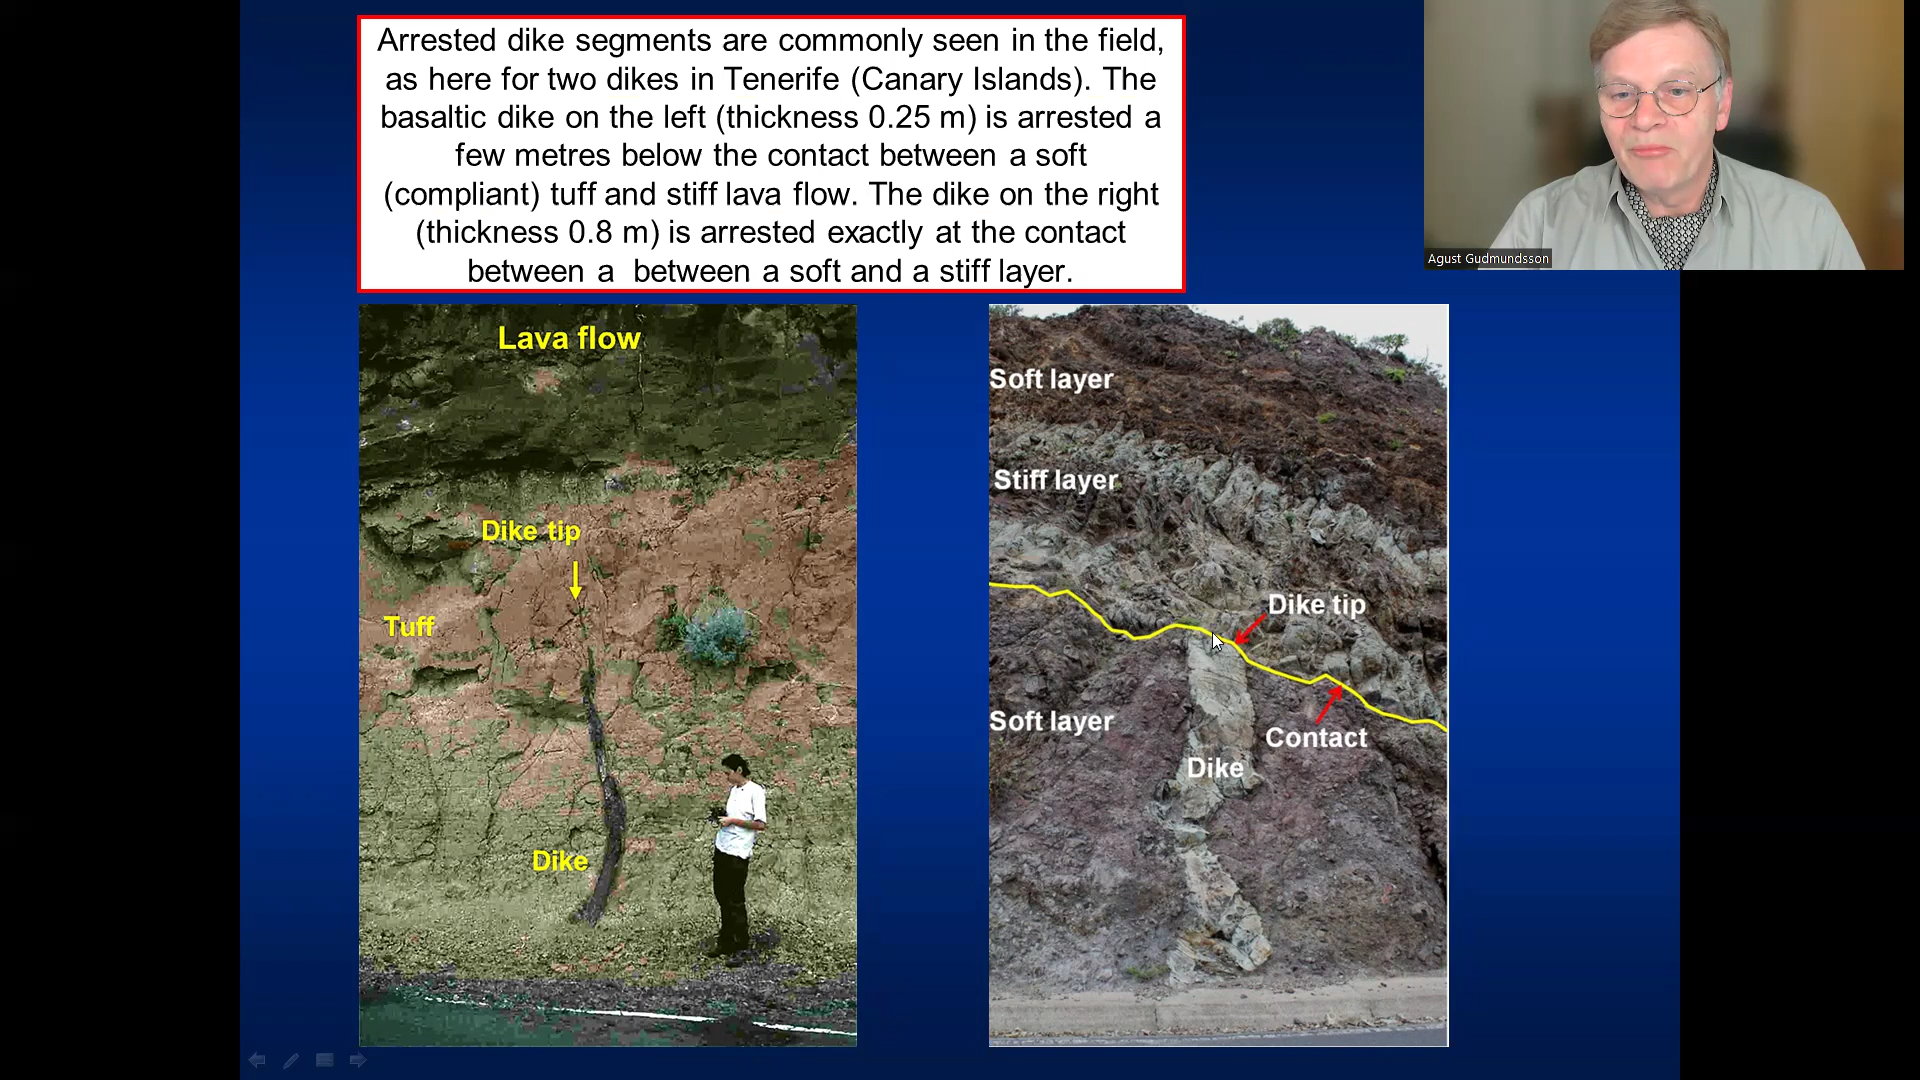 Arrested dike segments are commonly seen in the field,
as here for two dikes in Tenerife (Canary Islands). The
basaltic dike on the left (thickness 0.25 m) is arrested a
few metres below the contact between a soft
(compliant) tuff and stiff lava flow. The dike on the right
(thickness 0.8 m) is arrested exactly at the contact
between a  between a soft and a stiff layer.
Agust Gudmundsson
Lava flow
Dike tip
Tuff
Dike
Soft layer
Stiff layer
Dike tip
Soft layer
Contact
Dike